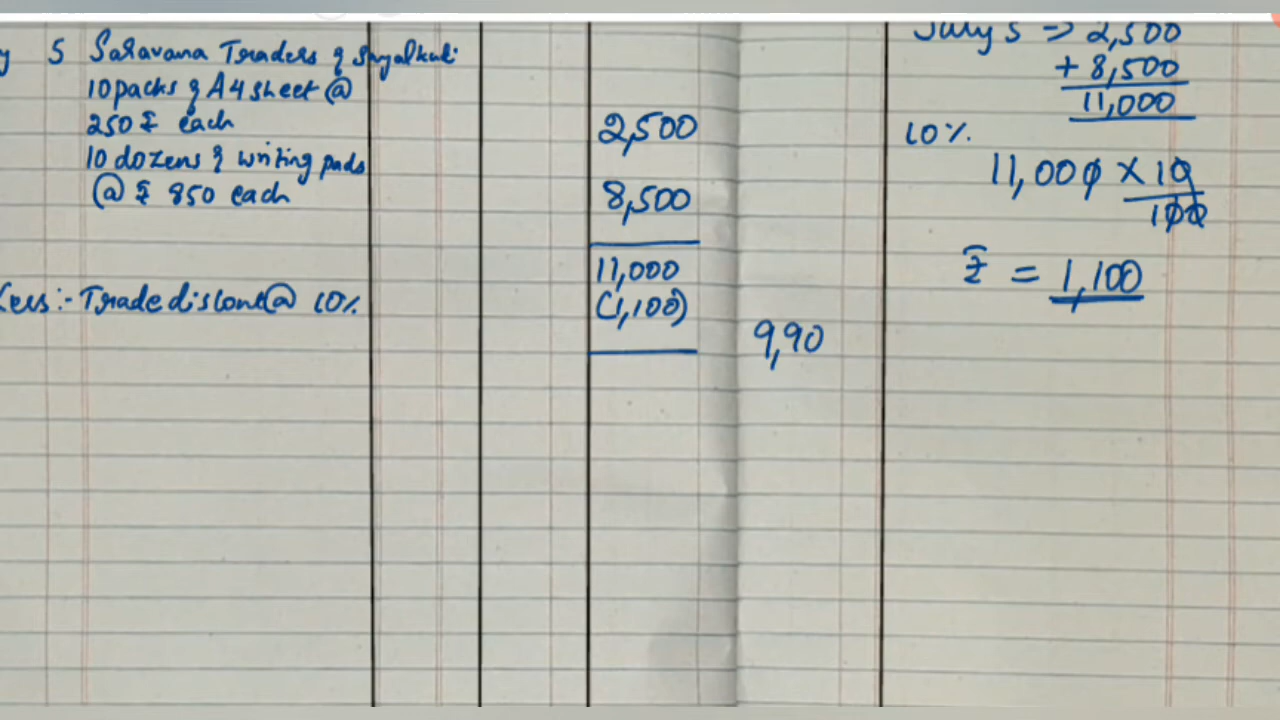 y 5 Saravana Traders of Sayalkudi
10 packs of A4 sheet @
250 ₹ each 2,500
10 dozens of writing pads
@ ₹ 850 each 8,500
11,000
Less:- Trade discont@ 10% (1,100)
9,90
July 5 => 2,500
+ 8,500
11,000
10%
11,000 × 10
100
₹ = 1,100